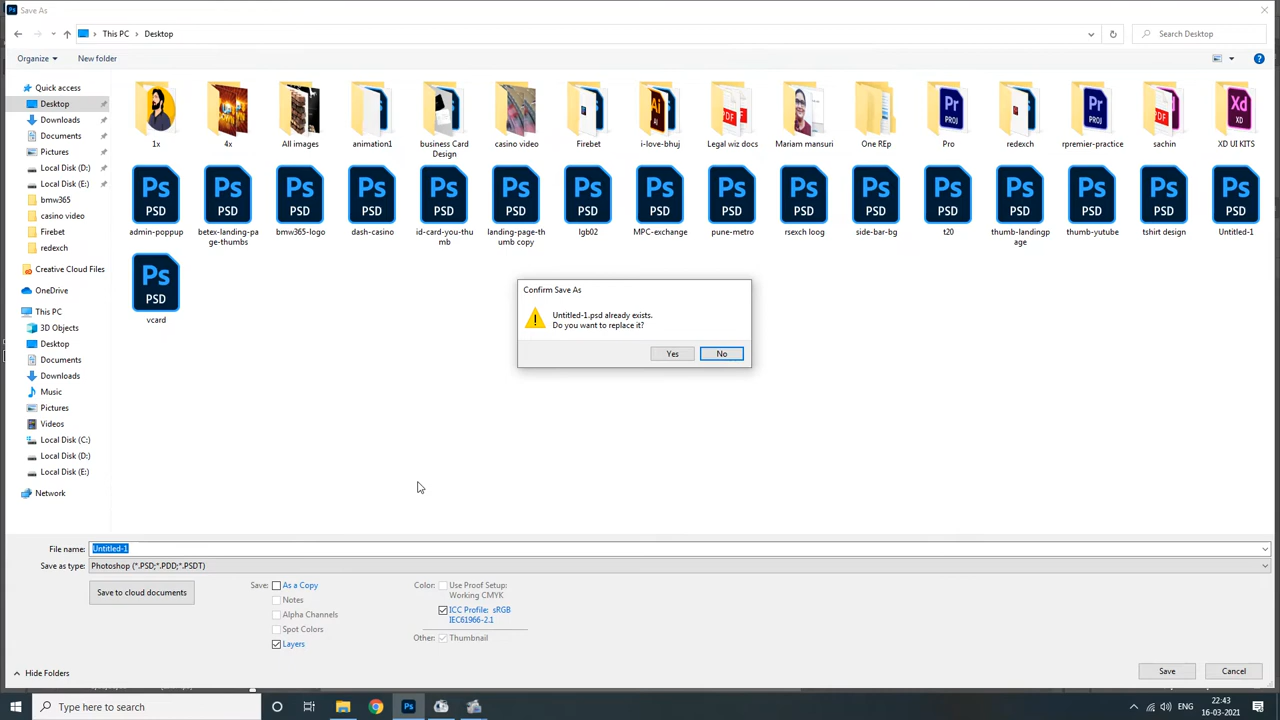 Save As
This PC
Desktop
Search Desktop
Organize
New folder
Quick access
Desktop
Downloads
Documents
Pictures
Local Disk (D:)
Local Disk (E:)
bmw365
casino video
Firebet
redexch
Creative Cloud Files
OneDrive
This PC
3D Objects
Desktop
Documents
Downloads
Music
Pictures
Videos
Local Disk (C:)
Local Disk (D:)
Local Disk (E:)
Network
1x
4x
All images
animation1
business Card
Design
casino video
Firebet
i-love-bhuj
Legal wiz docs
Mariam mansuri
One REp
Pro
redexch
rpremier-practice
sachin
XD UI KITS
admin-poppup
betex-landing-pa
ge-thumbs
bmw365-logo
dash-casino
id-card-you-thu
mb
landing-page-th
umb copy
lgb02
MPC-exchange
pune-metro
rsexch loog
side-bar-bg
t20
thumb-landingp
age
thumb-yutube
tshirt design
Untitled-1
vcard
Confirm Save As
Untitled-1.psd already exists.
Do you want to replace it?
Yes
No
File name:
Untitled-1
Save as type:
Photoshop (*.PSD;*.PDD;*.PSDT)
Save to cloud documents
Save:
As a Copy
Notes
Alpha Channels
Spot Colors
Layers
Color:
Use Proof Setup:
Working CMYK
ICC Profile: sRGB
IEC61966-2.1
Other:
Thumbnail
Hide Folders
Save
Cancel
Type here to search
ENG
22:43
16-03-2021